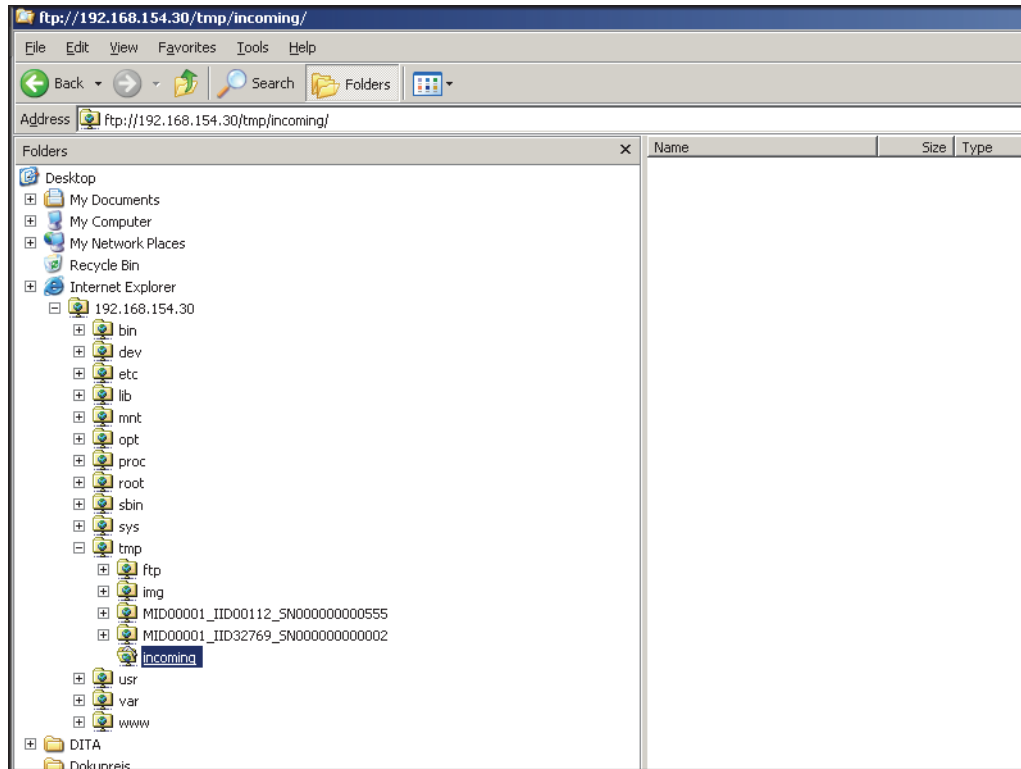 ftp://192.168.154.30/tmp/incoming/
File Edit View Favorites Tools Help
Back Search Folders
Address ftp://192.168.154.30/tmp/incoming/
Folders x
Name Size Type
Desktop
My Documents
My Computer
My Network Places
Recycle Bin
Internet Explorer
192.168.154.30
bin
dev
etc
lib
mnt
opt
proc
root
sbin
sys
tmp
ftp
img
MID00001_IID00112_SN000000000555
MID00001_IID32769_SN000000000002
incoming
usr
var
www
DITA
Dokupreis